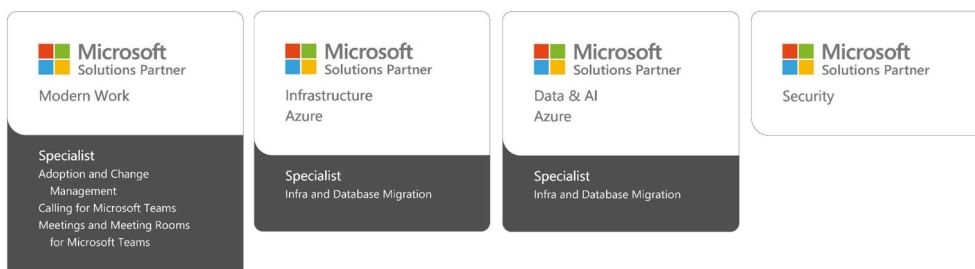 Microsoft
Solutions Partner
Modern Work
Specialist
Adoption and Change
Management
Calling for Microsoft Teams
Meetings and Meeting Rooms
for Microsoft Teams
Microsoft
Solutions Partner
Infrastructure
Azure
Specialist
Infra and Database Migration
Microsoft
Solutions Partner
Data & AI
Azure
Specialist
Infra and Database Migration
Microsoft
Solutions Partner
Security